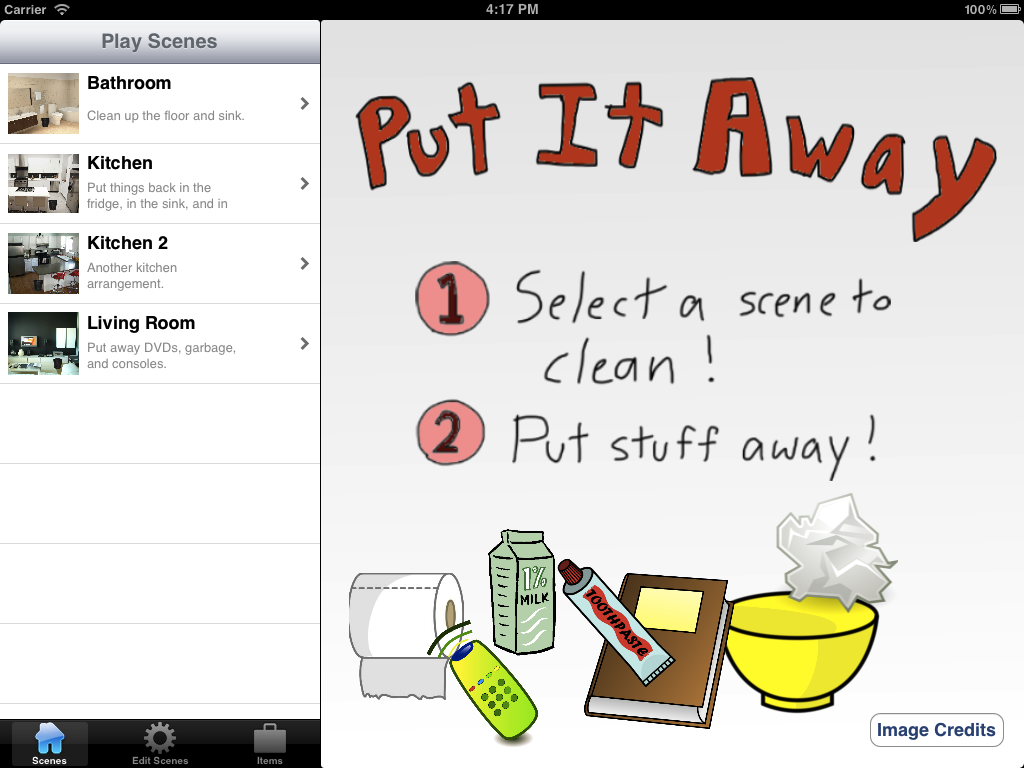 Carrier
4:17 PM
100%
Play Scenes
Bathroom
Clean up the floor and sink.
Kitchen
Put things back in the
fridge, in the sink, and in
Kitchen 2
Another kitchen
arrangement.
Living Room
Put away DVDs, garbage,
and consoles.
Scenes
Edit Scenes
Items
Put It Away
1 Select a scene to
clean!
2 Put stuff away!
1%
MILK
TOOTHPASTE
Image Credits